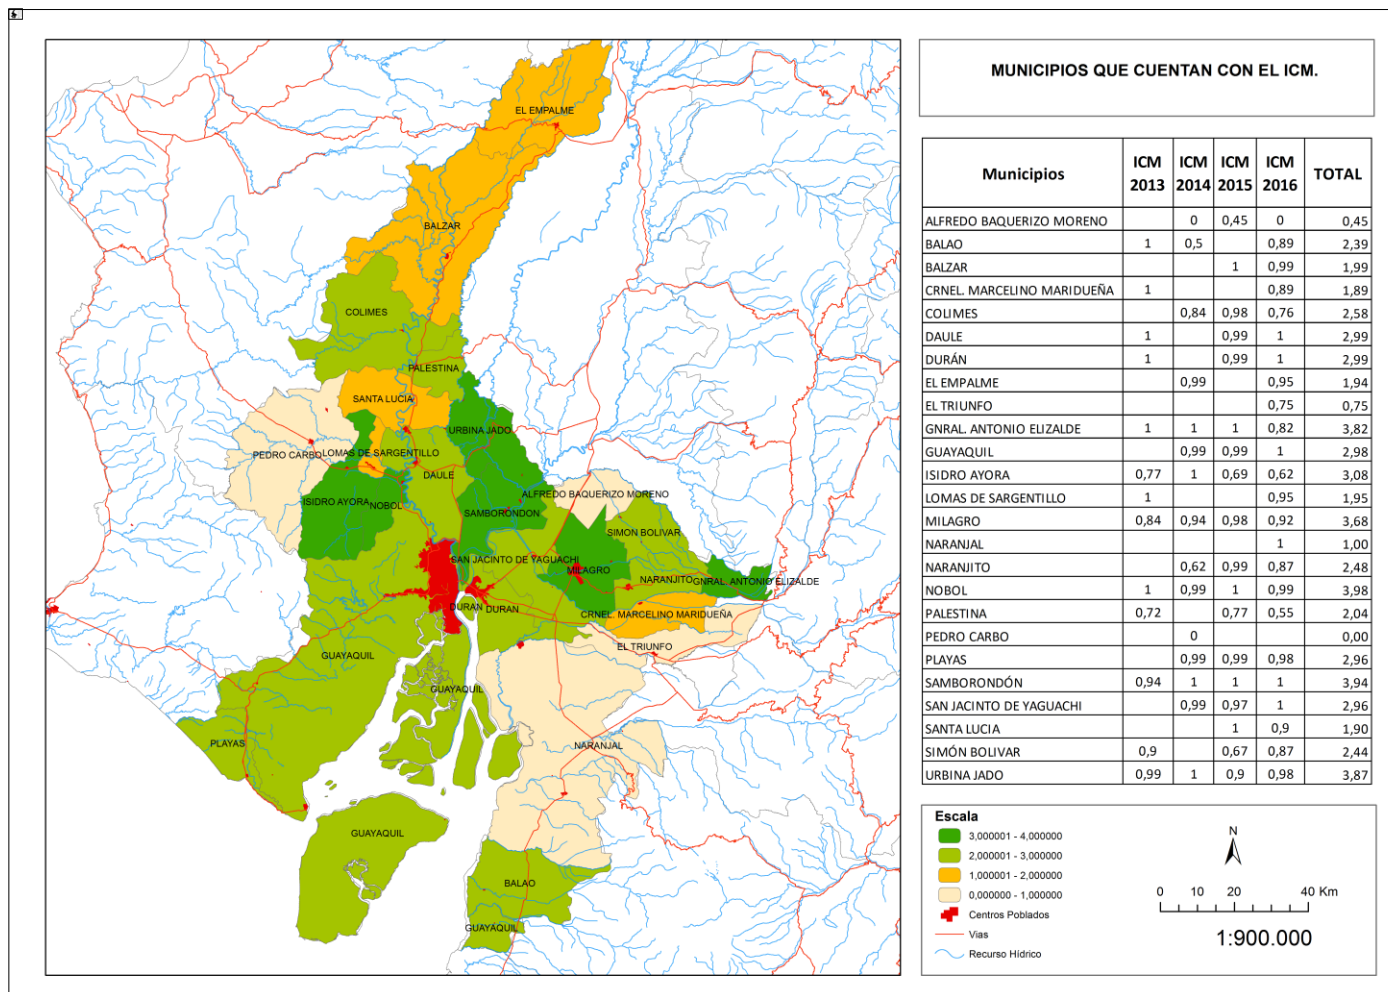 MUNICIPIOS QUE CUENTAN CON EL ICM.
EL EMPALME
BALZAR
COLIMES
PALESTINA
SANTA LUCIA
URBINA JADO
PEDRO CARBO
LOMAS DE SARGENTILLO
DAULE
ISIDRO AYORA
NOBOL
ALFREDO BAQUERIZO MORENO
SAMBORONDON
SIMON BOLIVAR
SAN JACINTO DE YAGUACHI
MILAGRO
NARANJITO
GNRAL. ANTONIO ELIZALDE
DURAN
DURAN
CRNEL. MARCELINO MARIDUEÑA
EL TRIUNFO
GUAYAQUIL
GUAYAQUIL
PLAYAS
NARANJAL
GUAYAQUIL
BALAO
GUAYAQUIL
Municipios ICM 2013 ICM 2014 ICM 2015 ICM 2016 TOTAL
ALFREDO BAQUERIZO MORENO 0 0,45 0 0,45
BALAO 1 0,5 0,89 2,39
BALZAR 1 0,99 1,99
CRNEL. MARCELINO MARIDUEÑA 1 0,89 1,89
COLIMES 0,84 0,98 0,76 2,58
DAULE 1 0,99 1 2,99
DURÁN 1 0,99 1 2,99
EL EMPALME 0,99 0,95 1,94
EL TRIUNFO 0,75 0,75
GNRAL. ANTONIO ELIZALDE 1 1 1 0,82 3,82
GUAYAQUIL 0,99 0,99 1 2,98
ISIDRO AYORA 0,77 1 0,69 0,62 3,08
LOMAS DE SARGENTILLO 1 0,95 1,95
MILAGRO 0,84 0,94 0,98 0,92 3,68
NARANJAL 1 1,00
NARANJITO 0,62 0,99 0,87 2,48
NOBOL 1 0,99 1 0,99 3,98
PALESTINA 0,72 0,77 0,55 2,04
PEDRO CARBO 0 0,00
PLAYAS 0,99 0,99 0,98 2,96
SAMBORONDÓN 0,94 1 1 1 3,94
SAN JACINTO DE YAGUACHI 0,99 0,97 1 2,96
SANTA LUCIA 1 0,9 1,90
SIMÓN BOLIVAR 0,9 0,67 0,87 2,44
URBINA JADO 0,99 1 0,9 0,98 3,87
Escala
3,000001 - 4,000000
2,000001 - 3,000000
1,000001 - 2,000000
0,000000 - 1,000000
Centros Poblados
Vias
Recurso Hídrico
N
0 10 20 40 Km
1:900.000